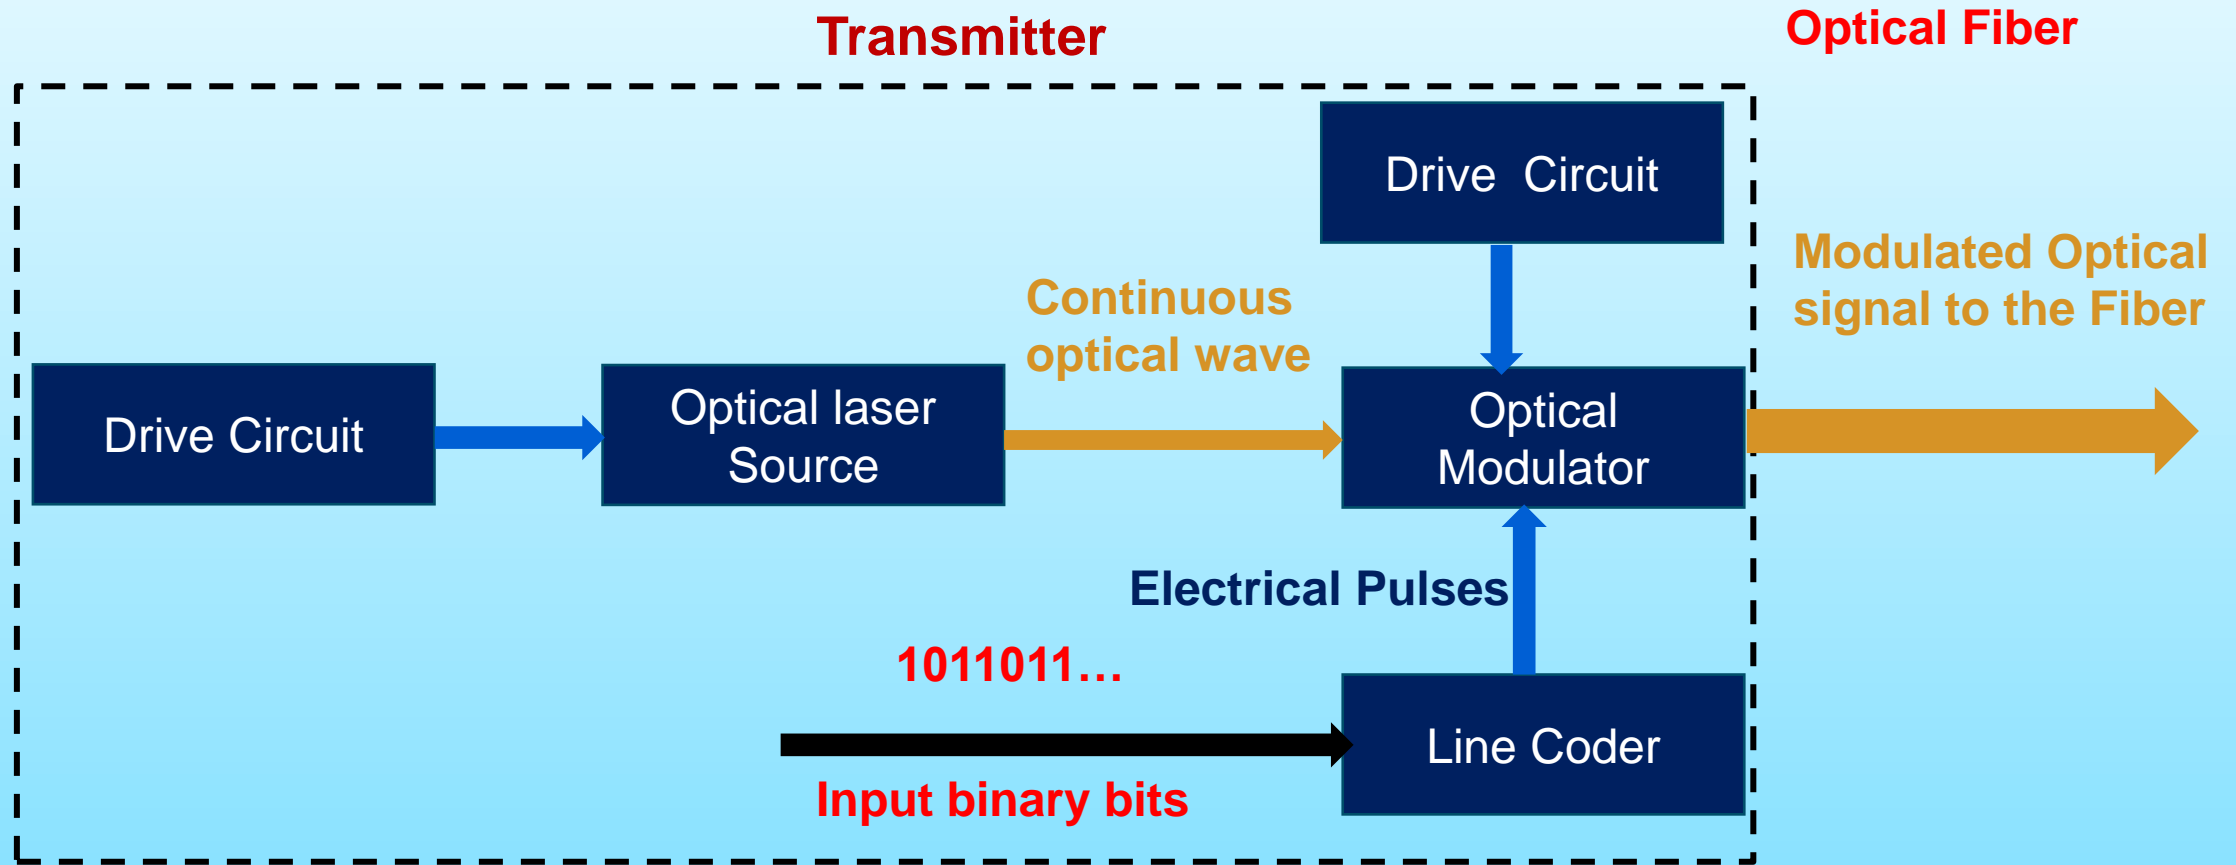 Transmitter
Optical Fiber
Drive  Circuit
Modulated Optical
signal to the Fiber
Continuous
optical wave
Drive Circuit
Optical laser
Source
Optical
Modulator
Electrical Pulses
1011011…
Line Coder
Input binary bits